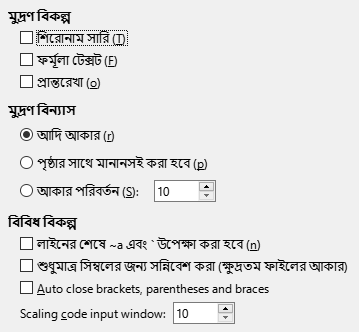 মুদ্রণ বিকল্প
শিরোনাম সারি (T)
ফর্মূলা টেক্সট (F)
প্রান্তরেখা (o)
মুদ্রণ বিন্যাস
আদি আকার (r)
পৃষ্ঠার সাথে মানানসই করা হবে (p)
আকার পরিবর্তন (S): 10
বিবিধ বিকল্প
লাইনের শেষে ~a এবং ` উপেক্ষা করা হবে (n)
শুধুমাত্র সিম্বলের জন্য সন্নিবেশ করা (ক্ষুদ্রতম ফাইলের আকার)
Auto close brackets, parentheses and braces
Scaling code input window: 10